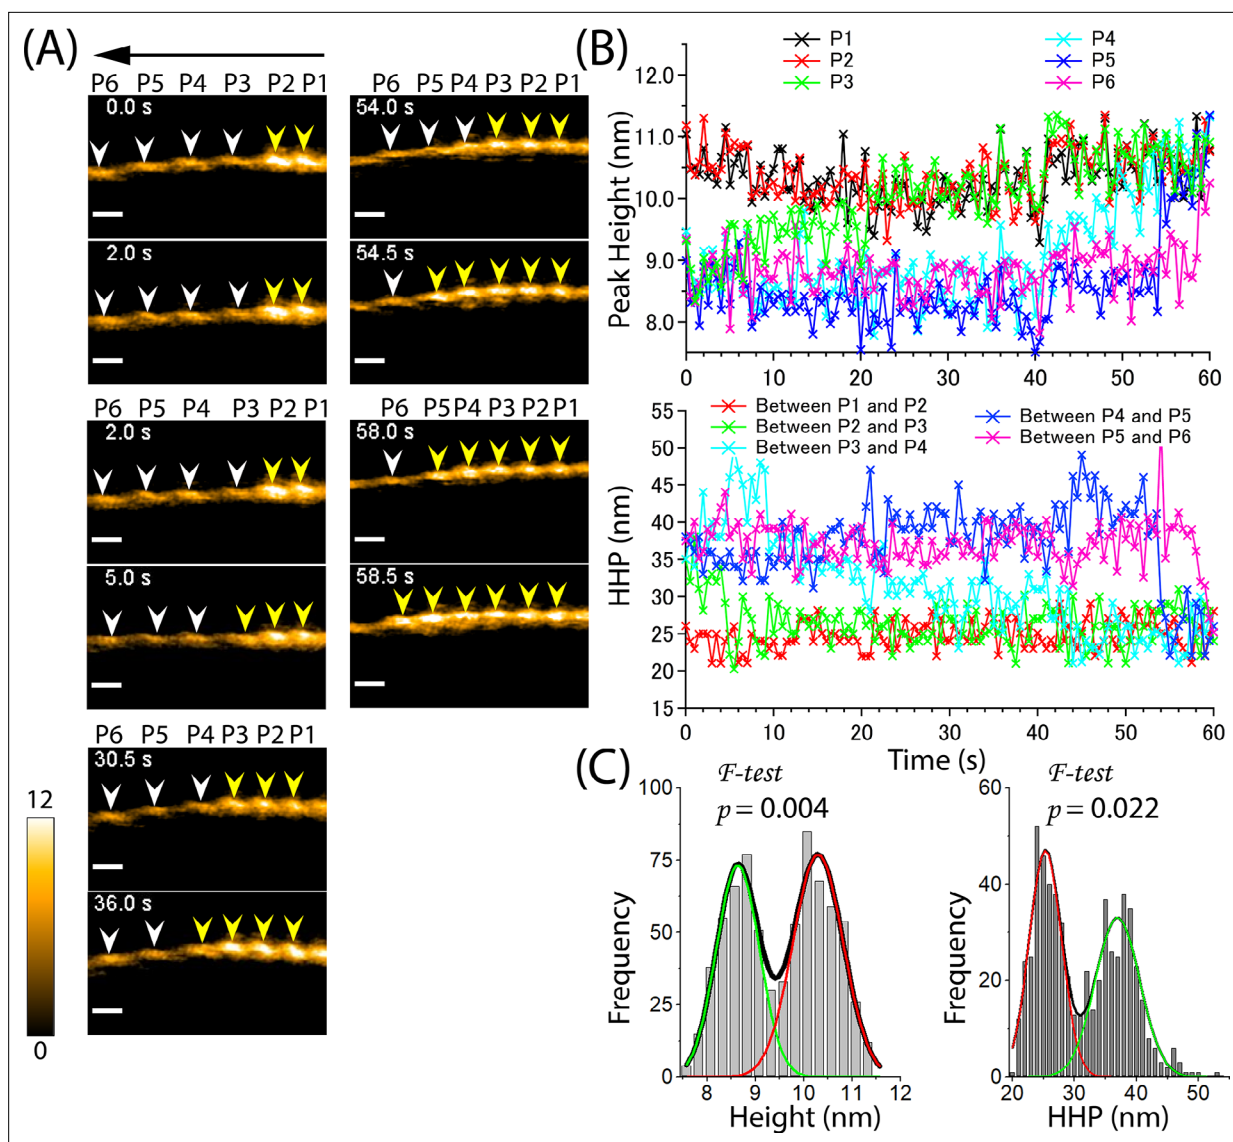 (A)
P6 P5 P4 P3 P2 P1
0.0 s
2.0 s
P6 P5 P4 P3 P2 P1
2.0 s
5.0 s
P6 P5 P4 P3 P2 P1
30.5 s
36.0 s
12
0
P6 P5 P4 P3 P2 P1
54.0 s
54.5 s
P6 P5 P4 P3 P2 P1
58.0 s
58.5 s
(B)
P1 P4
P2 P5
P3 P6
Peak Height (nm)
12.0
11.0
10.0
9.0
8.0
0 10 20 30 40 50 60
Between P1 and P2 Between P4 and P5
Between P2 and P3 Between P5 and P6
Between P3 and P4
HHP (nm)
55
50
45
40
35
30
25
20
15
0 10 20 30 40 50 60
Time (s)
(C)
F-test
p = 0.004
Frequency
100
75
50
25
0
8 9 10 11 12
Height (nm)
F-test
p = 0.022
Frequency
60
40
20
0
20 30 40 50
HHP (nm)